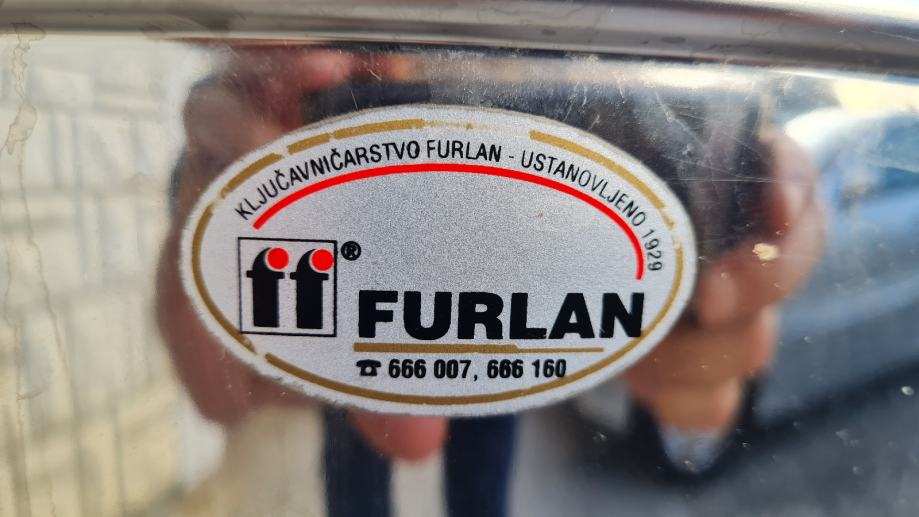 KLJUČAVNIČARSTVO FURLAN - USTANOVLJENO 1929
ff®
FURLAN
☎ 666 007, 666 160